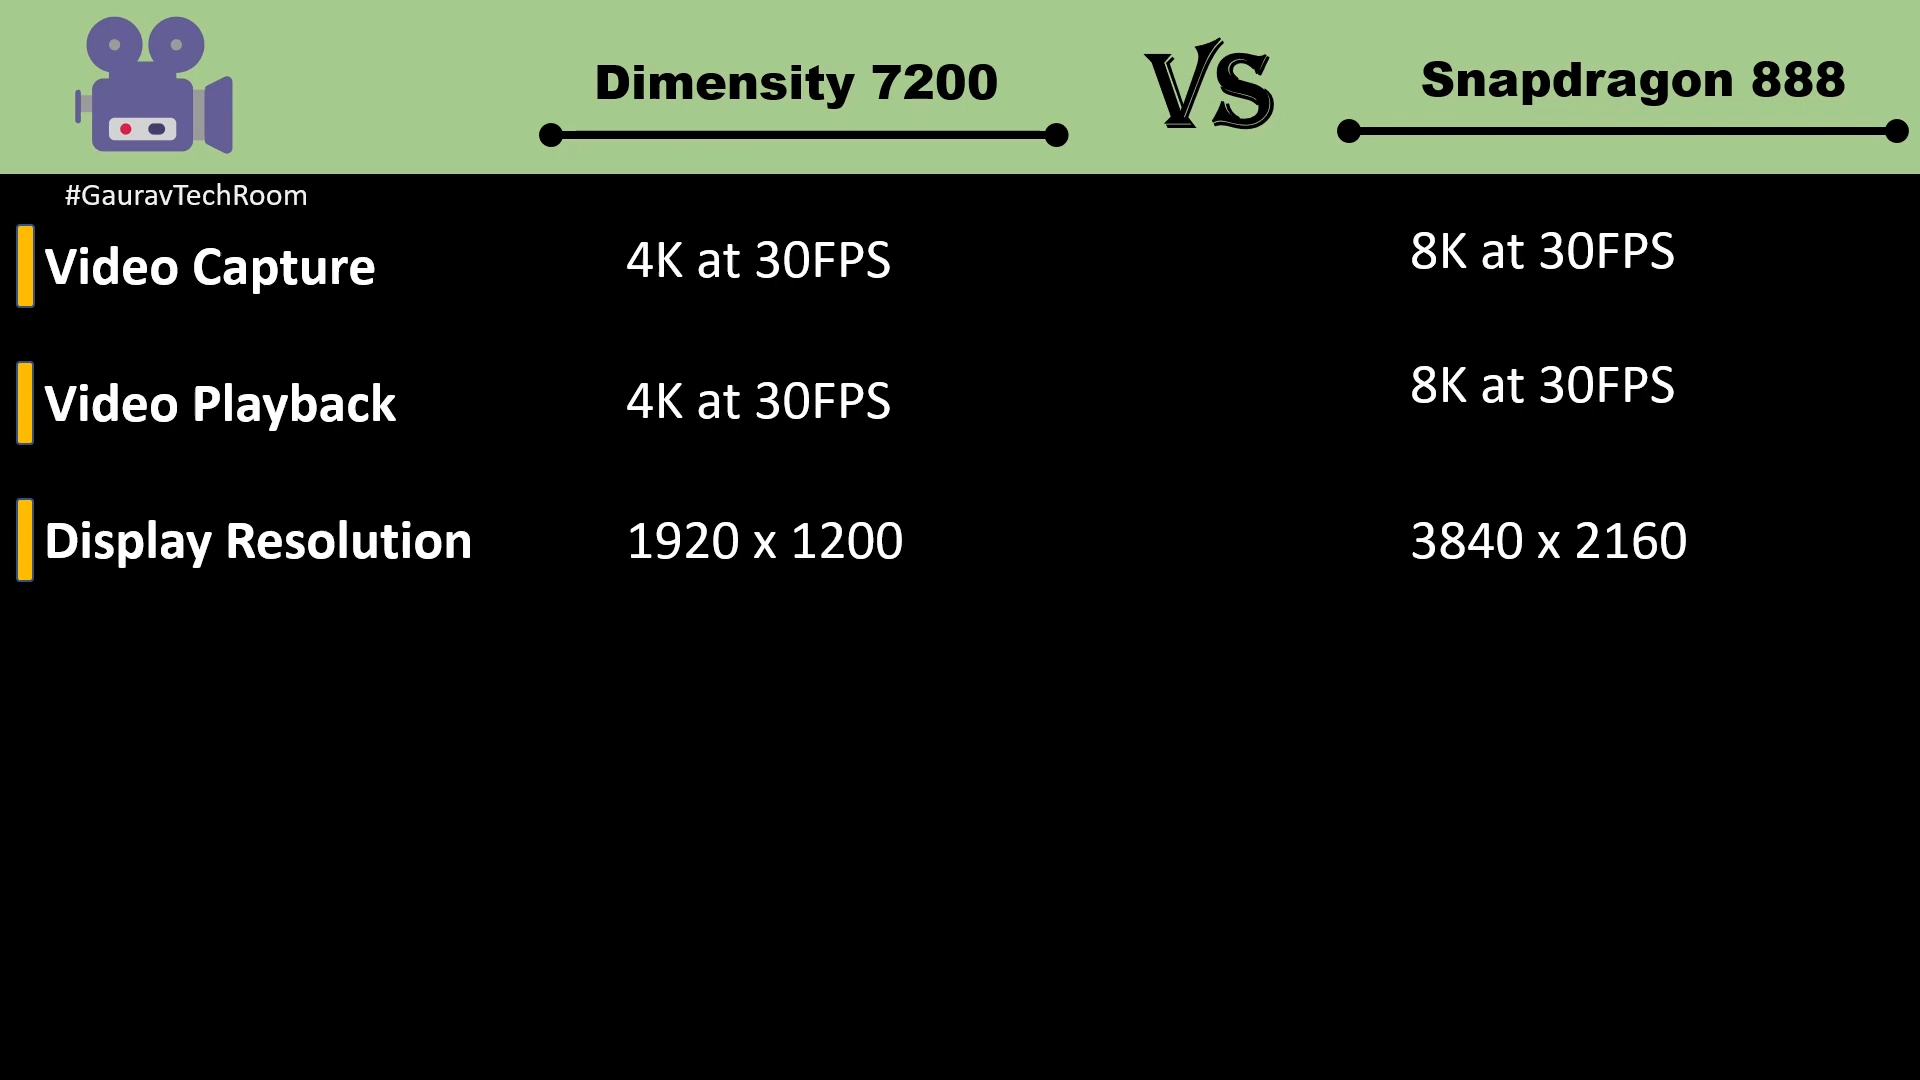 Dimensity 7200 VS Snapdragon 888
#GauravTechRoom
Video Capture 4K at 30FPS 8K at 30FPS
Video Playback 4K at 30FPS 8K at 30FPS
Display Resolution 1920 x 1200 3840 x 2160